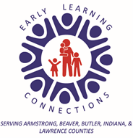 EARLY LEARNING
CONNECTIONS
SERVING ARMSTRONG, BEAVER, BUTLER, INDIANA, &
LAWRENCE COUNTIES